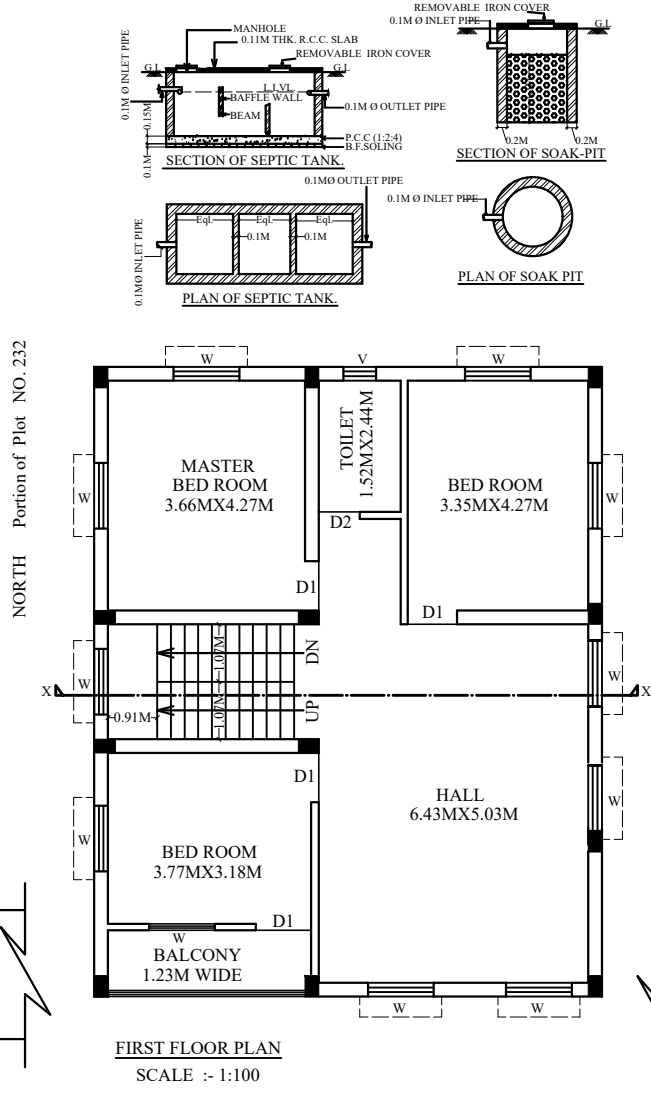 MANHOLE
0.11M THK. R.C.C. SLAB
REMOVABLE IRON COVER
G.L
G.L
0.1M Ø INLET PIPE
L.LVL
BAFFLE WALL
BEAM
0.1M Ø OUTLET PIPE
0.15M
0.1M
P.C.C (1:2:4)
B.F.SOLING
SECTION OF SEPTIC TANK.
REMOVABLE IRON COVER
0.1M Ø INLET PIPE
G.L
0.2M
0.2M
SECTION OF SOAK-PIT
0.1MØ OUTLET PIPE
Eql.
Eql.
Eql.
0.1M
0.1M
0.1MØ INLET PIPE
PLAN OF SEPTIC TANK.
0.1M Ø INLET PIPE
PLAN OF SOAK PIT
NORTH Portion of Plot NO. 232
W
V
W
MASTER
BED ROOM
3.66MX4.27M
W
TOILET
1.52MX2.44M
BED ROOM
3.35MX4.27M
W
D2
D1
D1
W
1.07M
DN
W
X
X
0.91M
1.07M
UP
D1
HALL
6.43MX5.03M
W
W
BED ROOM
3.77MX3.18M
D1
W
BALCONY
1.23M WIDE
W
W
FIRST FLOOR PLAN
SCALE :- 1:100